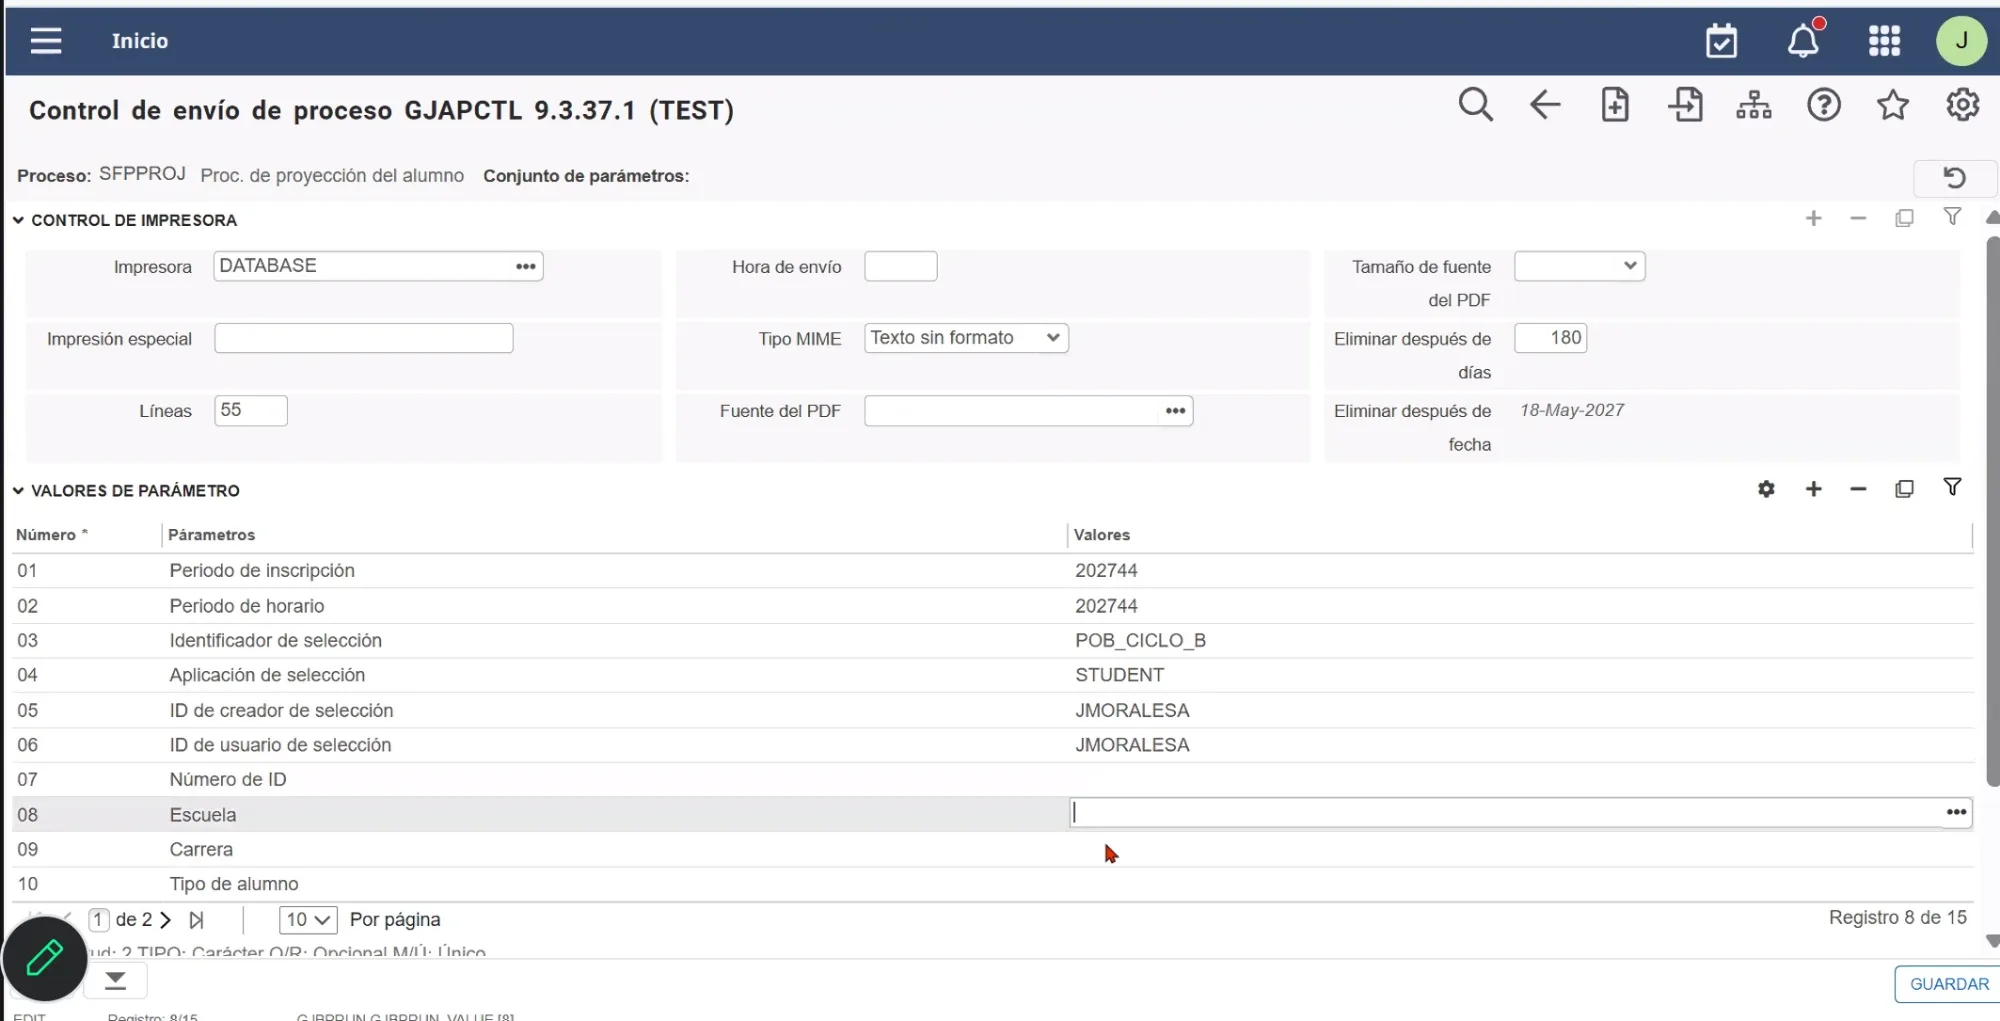 Inicio
J
Control de envío de proceso GJAPCTL 9.3.37.1 (TEST)
Proceso: SFPPROJ Proc. de proyección del alumno Conjunto de parámetros:
CONTROL DE IMPRESORA
Impresora DATABASE ••• Hora de envío Tamaño de fuente del PDF
Impresión especial Tipo MIME Texto sin formato Eliminar después de días 180
Líneas 55 Fuente del PDF ••• Eliminar después de fecha 18-May-2027
VALORES DE PARÁMETRO
Número * Párametros Valores
01 Periodo de inscripción 202744
02 Periodo de horario 202744
03 Identificador de selección POB_CICLO_B
04 Aplicación de selección STUDENT
05 ID de creador de selección JMORALESA
06 ID de usuario de selección JMORALESA
07 Número de ID
08 Escuela •••
09 Carrera
10 Tipo de alumno
1 de 2 10 Por página Registro 8 de 15
2 TIPO: Carácter O/R: Opcional M/Ú: Único
GUARDAR
EDIT Registro: 8/15 GJBPRUN.GJBPRUN_VALUE [8]